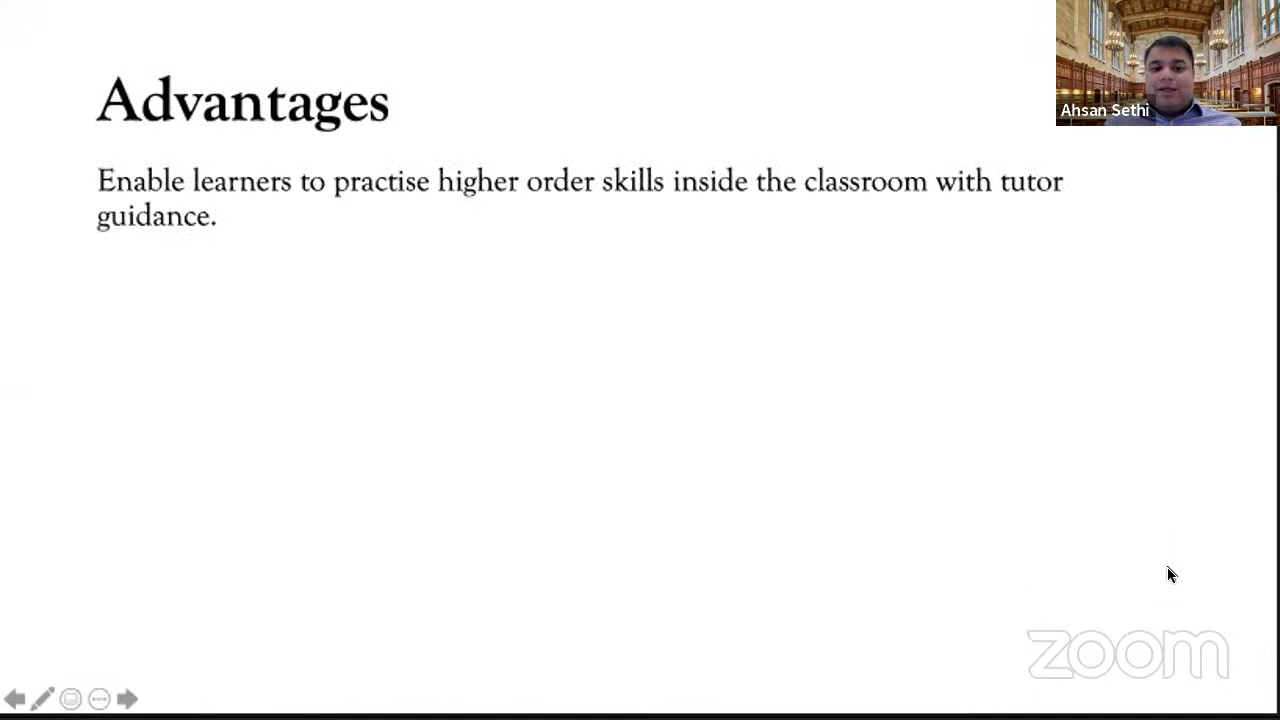 Advantages
Ahsan Sethi
Enable learners to practise higher order skills inside the classroom with tutor
guidance.
zoom